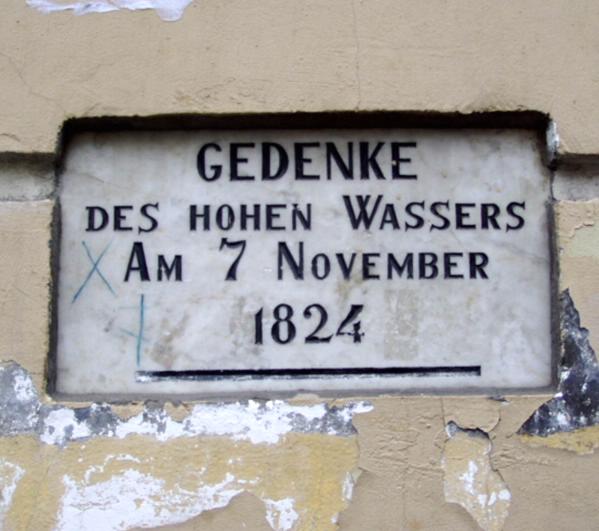 GEDENKE
DES HOHEN WASSERS
AM 7 NOVEMBER
1824